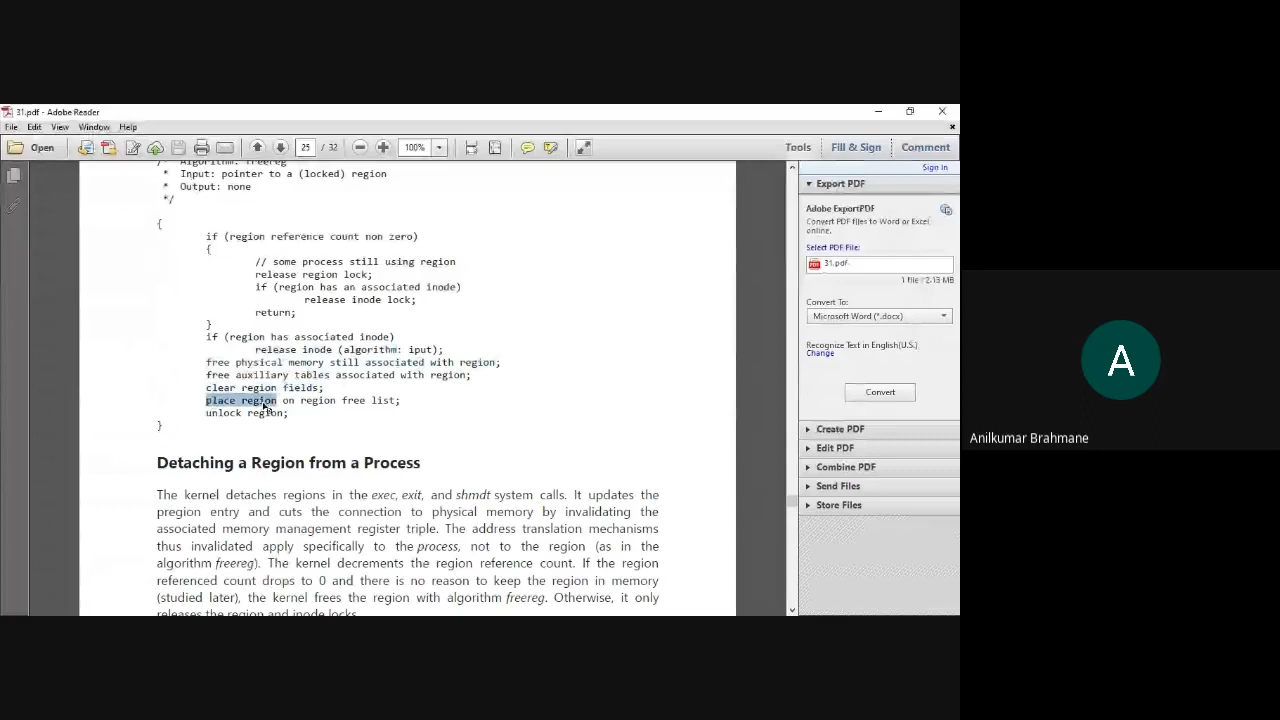 31.pdf - Adobe Reader
File Edit View Window Help
Open 25 / 32 100% Tools Fill & Sign Comment
/* Algorithm: freereg
* Input: pointer to a (locked) region
* Output: none
*/
{
if (region reference count non zero)
{
// some process still using region
release region lock;
if (region has an associated inode)
release inode lock;
return;
}
if (region has associated inode)
release inode (algorithm: iput);
free physical memory still associated with region;
free auxiliary tables associated with region;
clear region fields;
place region on region free list;
unlock region;
}
Detaching a Region from a Process
The kernel detaches regions in the exec, exit, and shmdt system calls. It updates the
pregion entry and cuts the connection to physical memory by invalidating the
associated memory management register triple. The address translation mechanisms
thus invalidated apply specifically to the process, not to the region (as in the
algorithm freereg). The kernel decrements the region reference count. If the region
referenced count drops to 0 and there is no reason to keep the region in memory
(studied later), the kernel frees the region with algorithm freereg. Otherwise, it only
releases the region and inode locks.
Sign In
Export PDF
Adobe ExportPDF
Convert PDF files to Word or Excel
online.
Select PDF File:
31.pdf
1 file / 2.13 MB
Convert To:
Microsoft Word (*.docx)
Recognize Text in English(U.S.)
Change
Convert
Create PDF
Edit PDF
Combine PDF
Send Files
Store Files
A
Anilkumar Brahmane